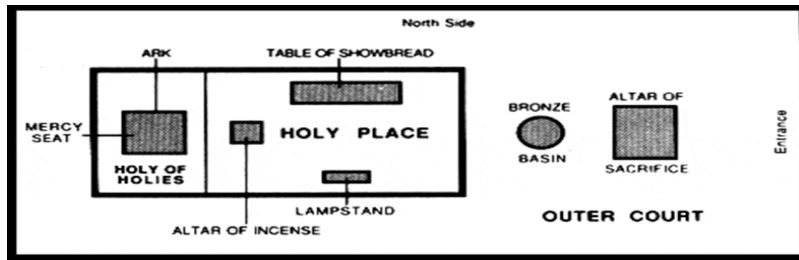 North Side
ARK
TABLE OF SHOWBREAD
MERCY
SEAT
HOLY OF
HOLIES
HOLY PLACE
LAMPSTAND
ALTAR OF INCENSE
BRONZE
BASIN
ALTAR OF
SACRIFICE
Entrance
OUTER COURT